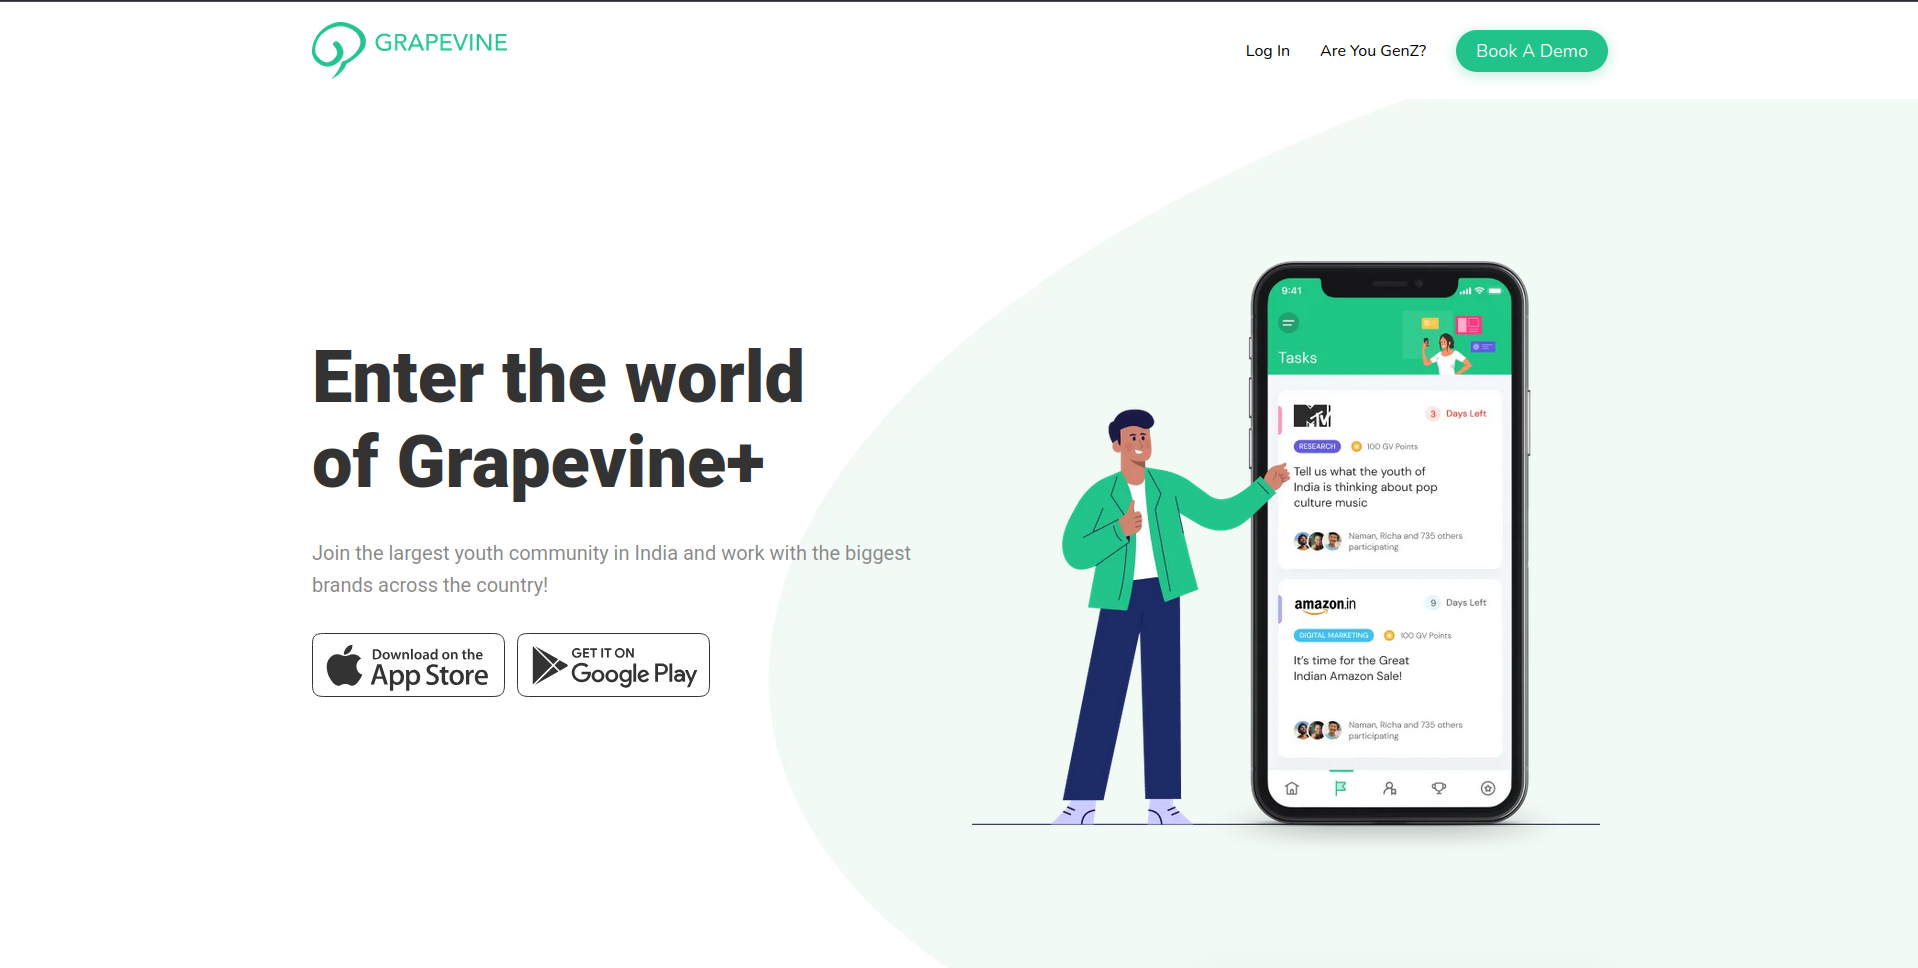 GRAPEVINE
Log In
Are You GenZ?
Book A Demo
Enter the world
of Grapevine+
Join the largest youth community in India and work with the biggest
brands across the country!
Download on the
App Store
GET IT ON
Google Play
9:41
Tasks
MTV
3 Days Left
RESEARCH
100 GV Points
Tell us what the youth of
India is thinking about pop
culture music
Naman, Richa and 735 others
participating
amazon.in
9 Days Left
DIGITAL MARKETING
100 GV Points
It's time for the Great
Indian Amazon Sale!
Naman, Richa and 735 others
participating